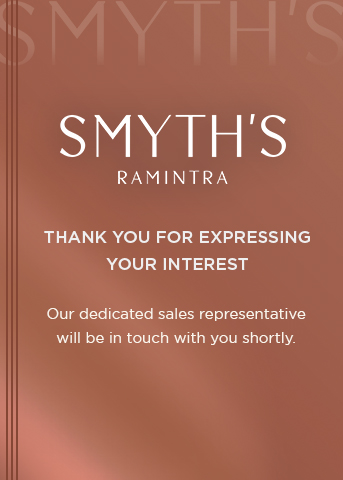 SMYTH'S
SMYTH'S
RAMINTRA
THANK YOU FOR EXPRESSING
YOUR INTEREST
Our dedicated sales representative
will be in touch with you shortly.